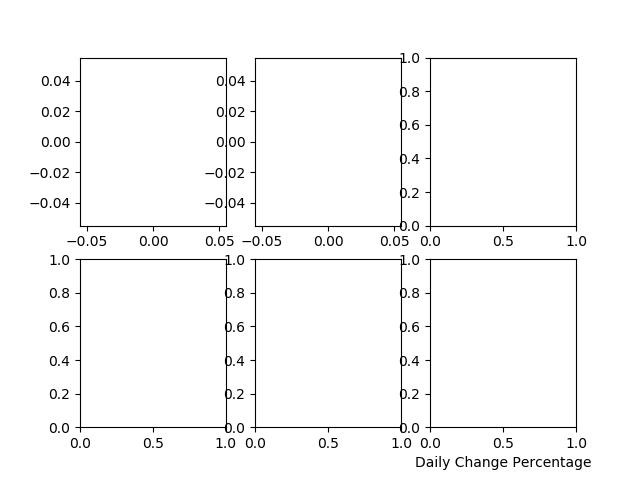 0.04 0.04 1.0
0.02 0.02 0.8
0.00 0.00 0.6
−0.02 −0.02 0.4
−0.04 −0.04 0.2
0.0
−0.05 0.00 0.05 −0.05 0.00 0.05 0.0 0.5 1.0
1.0 1.0 1.0
0.8 0.8 0.8
0.6 0.6 0.6
0.4 0.4 0.4
0.2 0.2 0.2
0.0 0.0 0.0
0.0 0.5 1.0 0.0 0.5 1.0 0.0 0.5 1.0
Daily Change Percentage